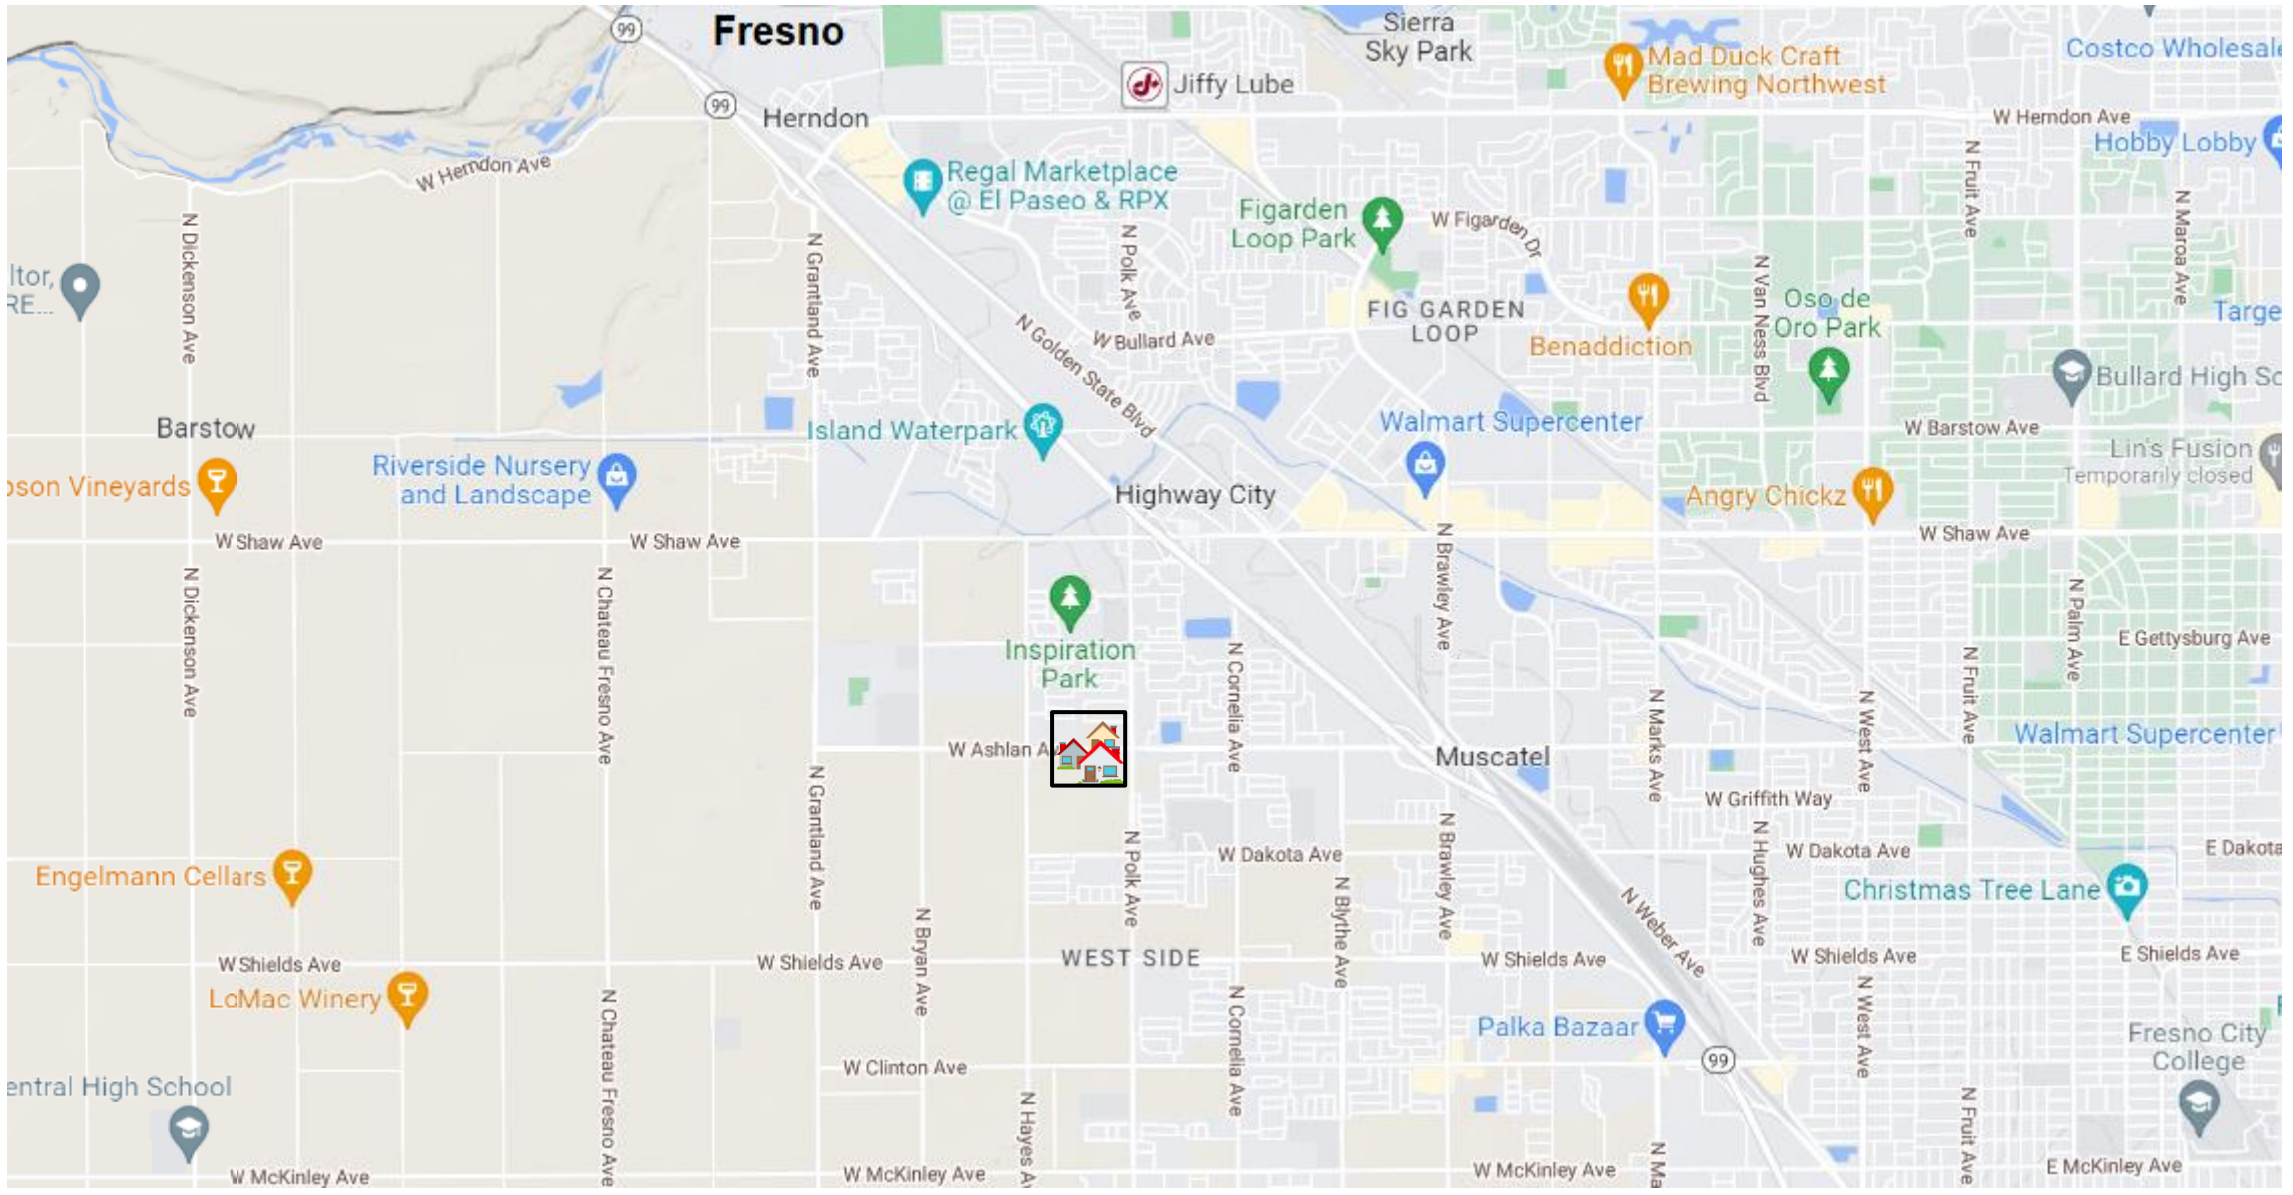 99
Fresno
Sierra
Sky Park
Mad Duck Craft
Brewing Northwest
Costco Wholesale
Jiffy Lube
99
Herndon
W Herndon Ave
Hobby Lobby
W Herndon Ave
Regal Marketplace
@ El Paseo & RPX
Figarden
Loop Park
W Figarden Dr
N Fruit Ave
N Maroa Ave
N Dickenson Ave
N Grantland Ave
N Polk Ave
N Van Ness Blvd
ltor,
RE...
Oso de
Oro Park
FIG GARDEN
LOOP
Targe
N Golden State Blvd
W Bullard Ave
Benaddiction
Bullard High Sc
Barstow
Island Waterpark
Walmart Supercenter
W Barstow Ave
Lin's Fusion
Temporarily closed
Riverside Nursery
and Landscape
oson Vineyards
Highway City
Angry Chickz
W Shaw Ave
W Shaw Ave
W Shaw Ave
N Dickenson Ave
N Chateau Fresno Ave
N Brawley Ave
N Palm Ave
Inspiration
Park
N Cornelia Ave
E Gettysburg Ave
N Fruit Ave
N Marks Ave
N West Ave
Walmart Supercenter
W Ashlan A
Muscatel
N Grantland Ave
W Griffith Way
N Polk Ave
N Brawley Ave
N Hughes Ave
W Dakota Ave
W Dakota Ave
E Dakota
Engelmann Cellars
N Blythe Ave
Christmas Tree Lane
N Weber Ave
N Bryan Ave
W Shields Ave
W Shields Ave
WEST SIDE
W Shields Ave
W Shields Ave
E Shields Ave
LoMac Winery
N Chateau Fresno Ave
N Cornelia Ave
N West Ave
Palka Bazaar
Fresno City
College
99
W Clinton Ave
entral High School
N Hayes A
N Fruit Ave
N Ma
W McKinley Ave
W McKinley Ave
W McKinley Ave
E McKinley Ave